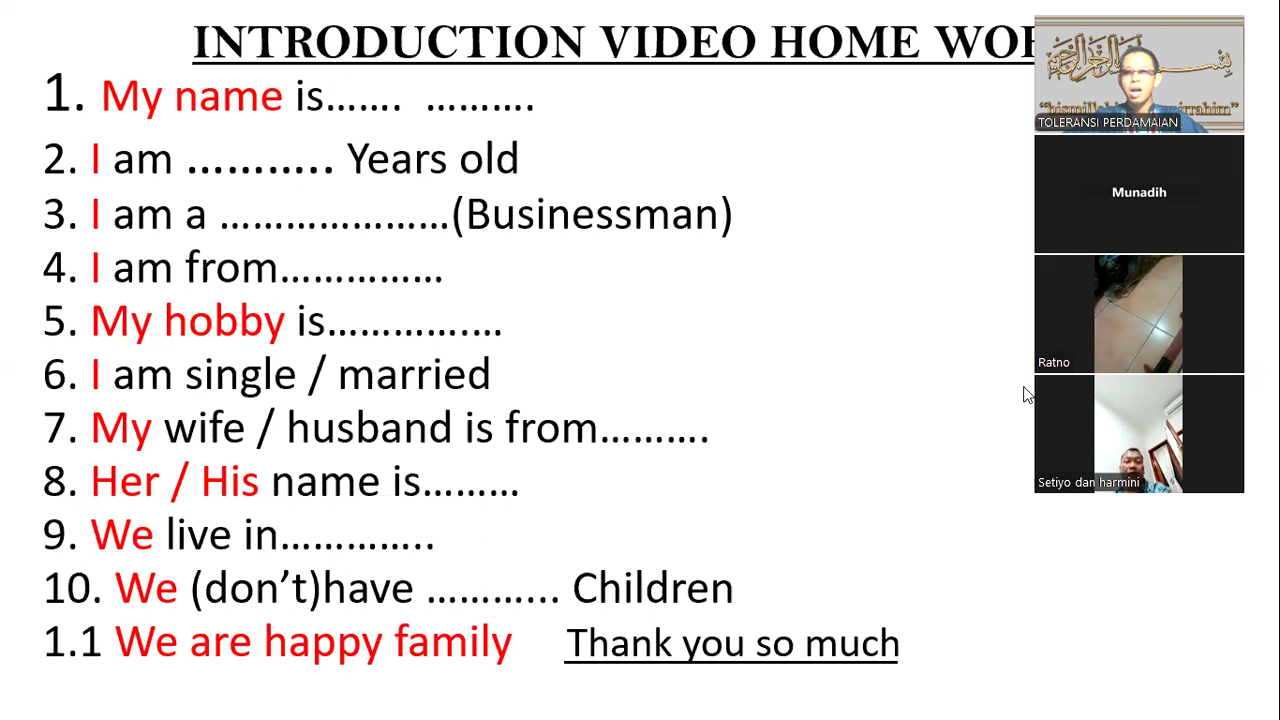 INTRODUCTION VIDEO HOME WOR
1. My name is……. ……….
2. I am ……….. Years old
3. I am a …………………(Businessman)
4. I am from……………
5. My hobby is………….…
6. I am single / married
7. My wife / husband is from……….
8. Her / His name is………
9. We live in…………..
10. We (don’t)have ………... Children
1.1 We are happy family Thank you so much
TOLERANSI PERDAMAIAN
Munadih
Ratno
Setiyo dan harmini